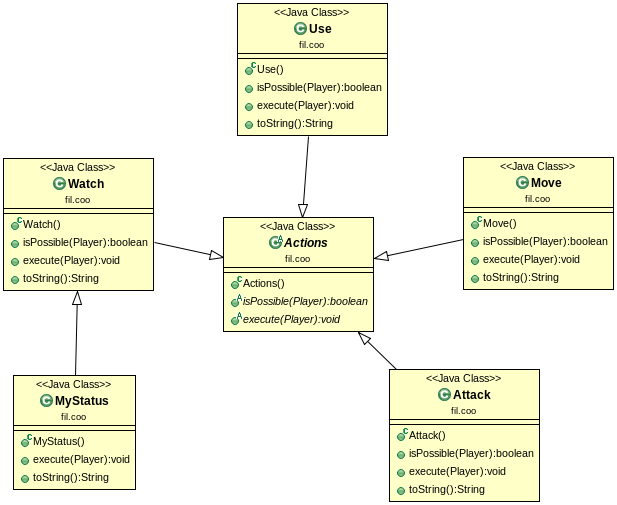 <<Java Class>>
Use
fil.coo
Use()
isPossible(Player):boolean
execute(Player):void
toString():String
<<Java Class>>
Watch
fil.coo
Watch()
isPossible(Player):boolean
execute(Player):void
toString():String
<<Java Class>>
Actions
fil.coo
Actions()
isPossible(Player):boolean
execute(Player):void
<<Java Class>>
Move
fil.coo
Move()
isPossible(Player):boolean
execute(Player):void
toString():String
<<Java Class>>
MyStatus
fil.coo
MyStatus()
execute(Player):void
toString():String
<<Java Class>>
Attack
fil.coo
Attack()
isPossible(Player):boolean
execute(Player):void
toString():String